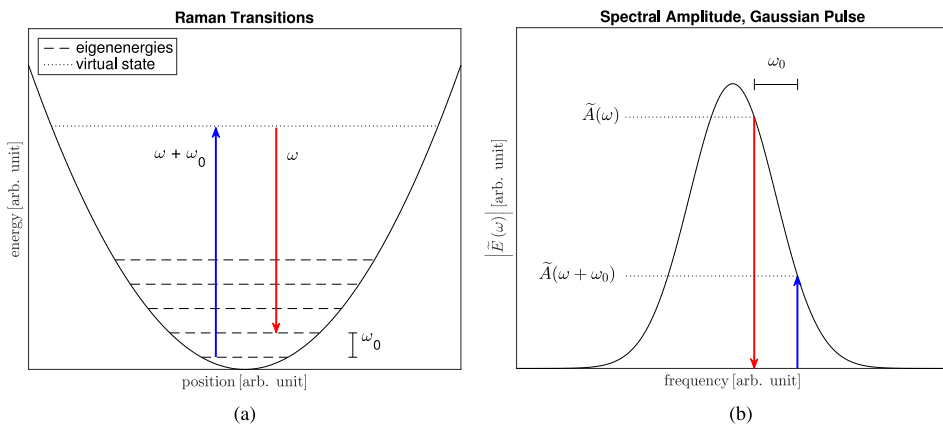 Raman Transitions
eigenenergies
virtual state
ω + ω₀
ω
ω₀
energy [arb. unit]
position [arb. unit]
(a)
Spectral Amplitude, Gaussian Pulse
ω₀
Ã(ω)
Ã(ω + ω₀)
|Ẽ (ω)| [arb. unit]
frequency [arb. unit]
(b)